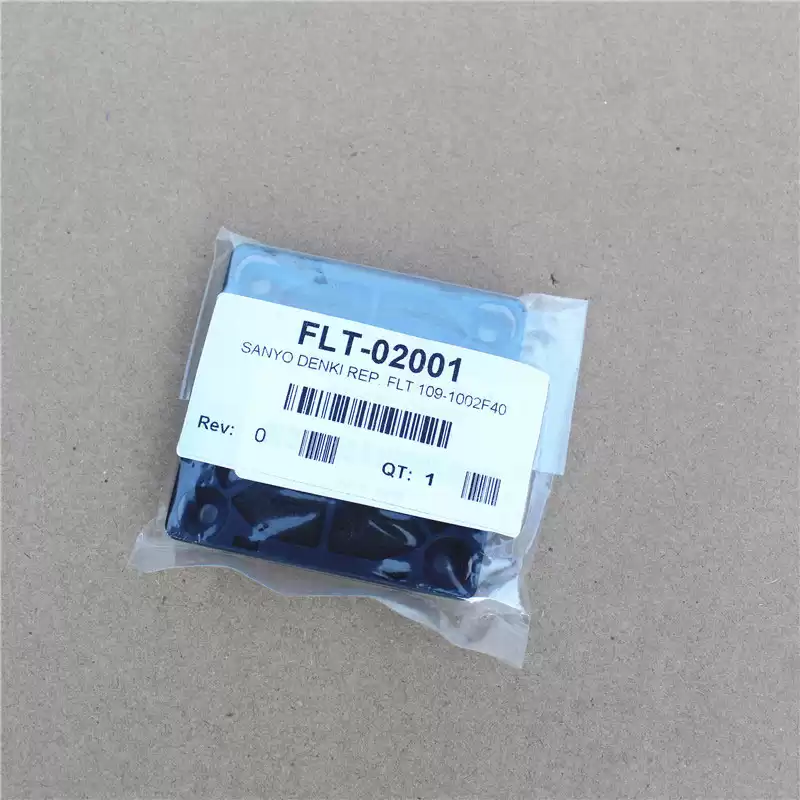 FLT-02001
SANYO DENKI REP. FLT 109-1002F40
Rev: 0
QT: 1